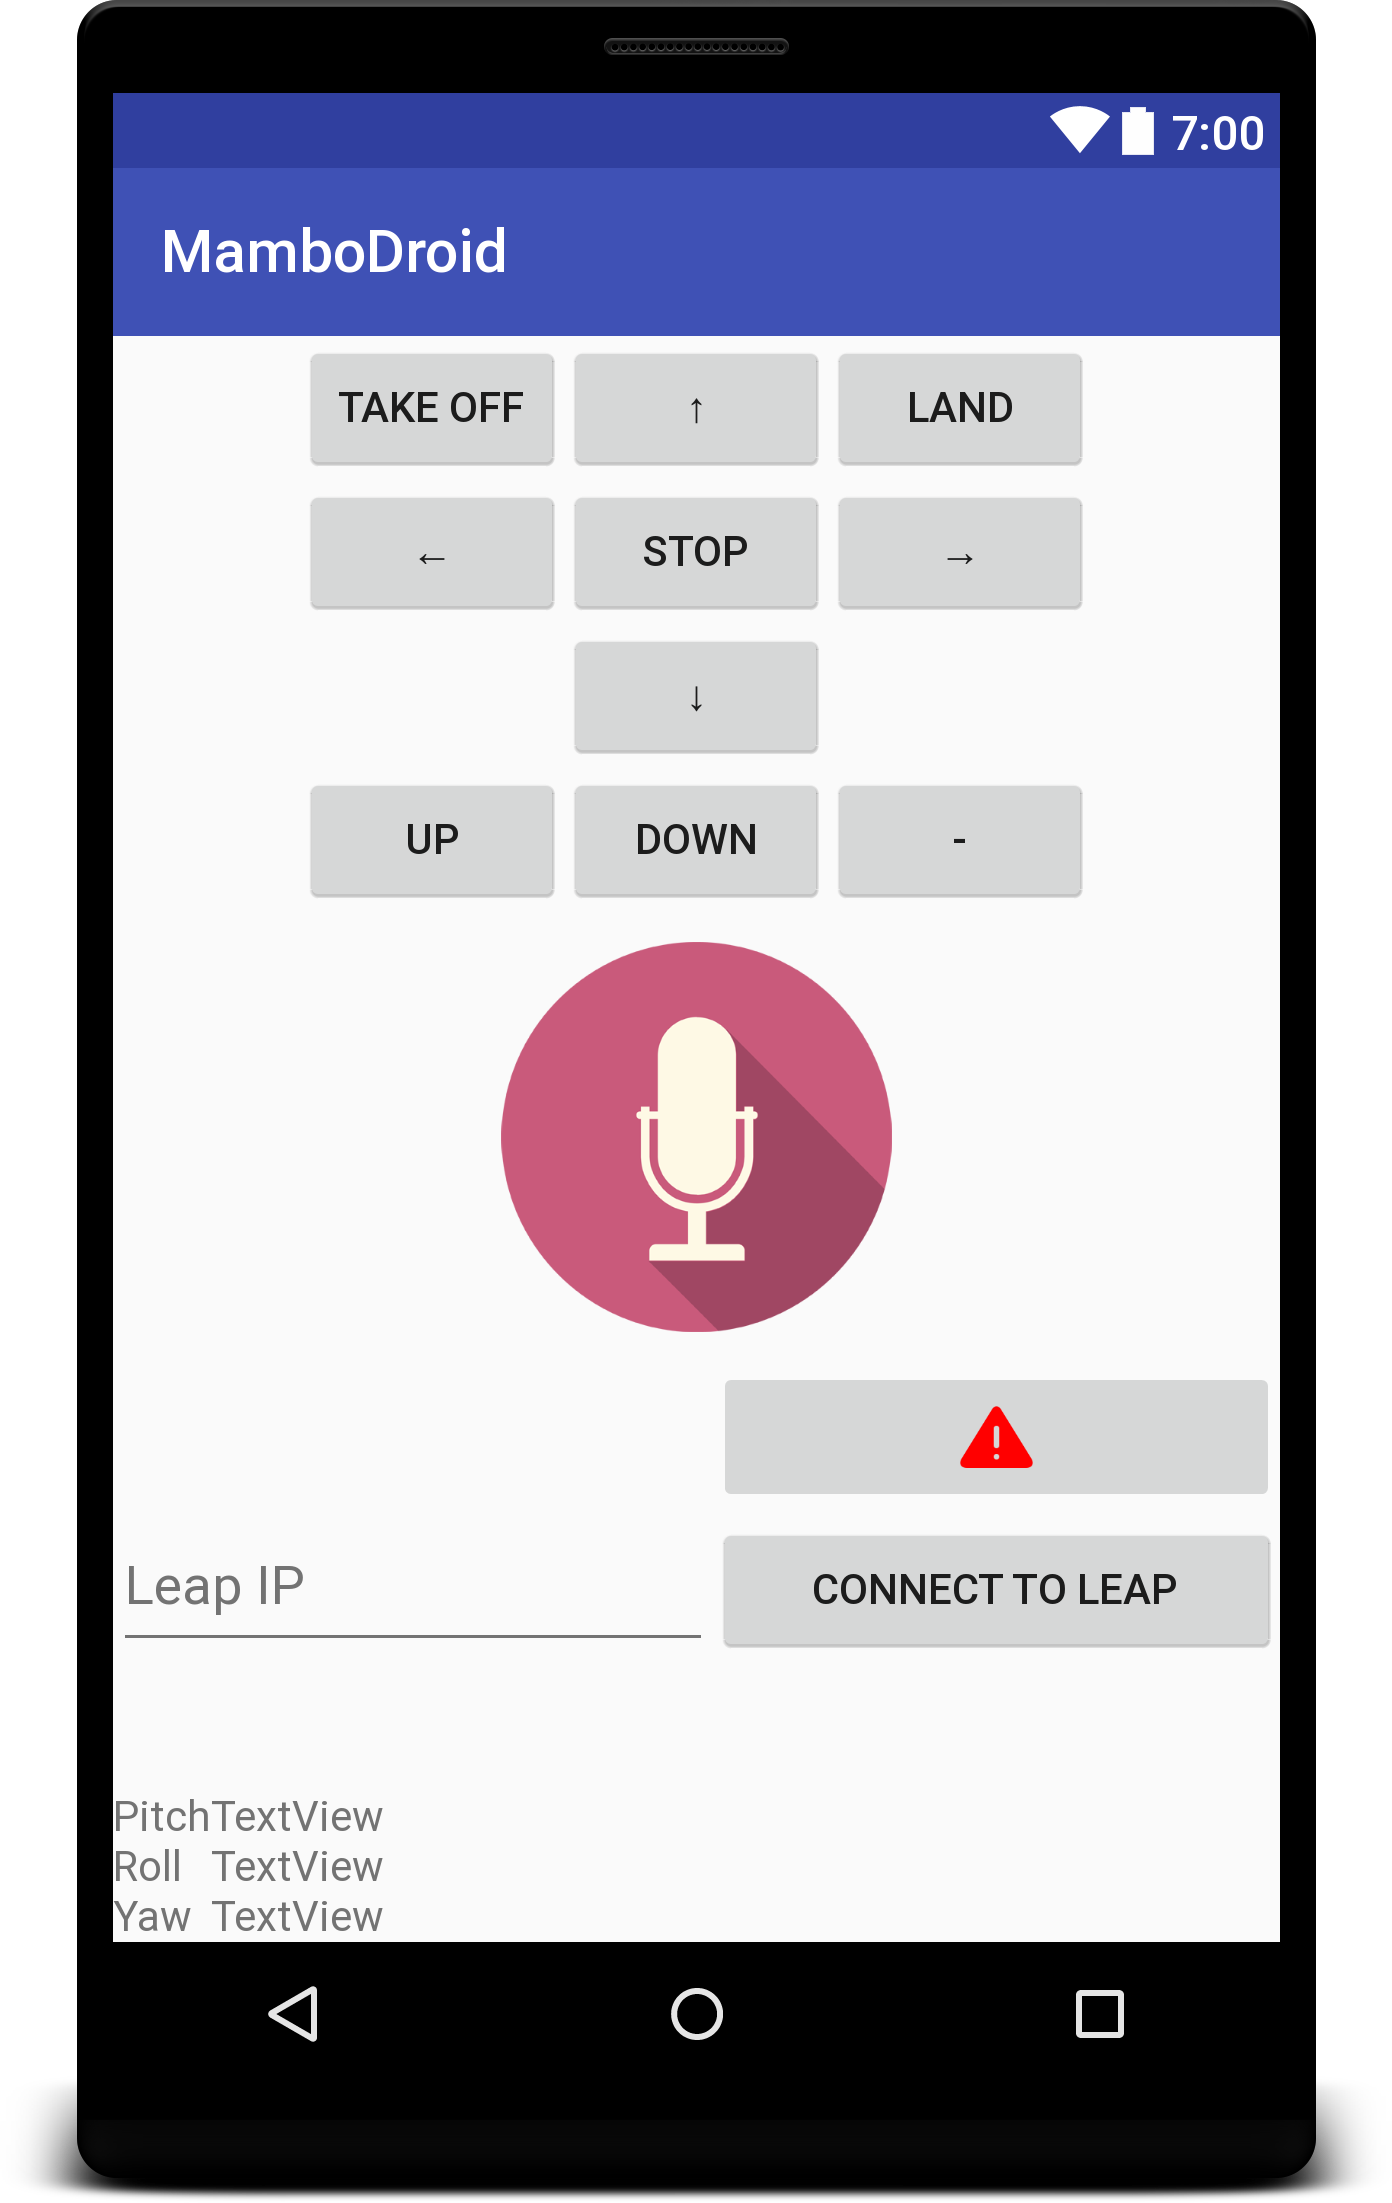 7:00
MamboDroid
TAKE OFF ↑ LAND
← STOP →
↓
UP DOWN -
Leap IP CONNECT TO LEAP
PitchTextView
Roll TextView
Yaw TextView